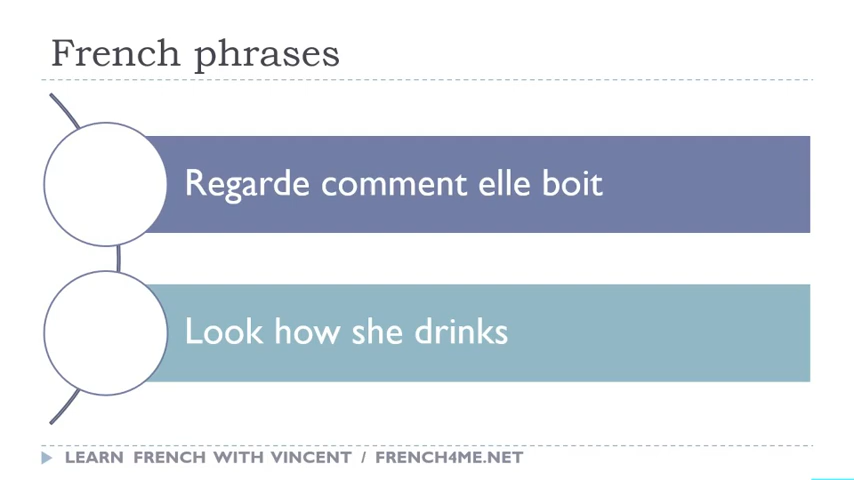 French phrases
Regarde comment elle boit
Look how she drinks
LEARN FRENCH WITH VINCENT / FRENCH4ME.NET